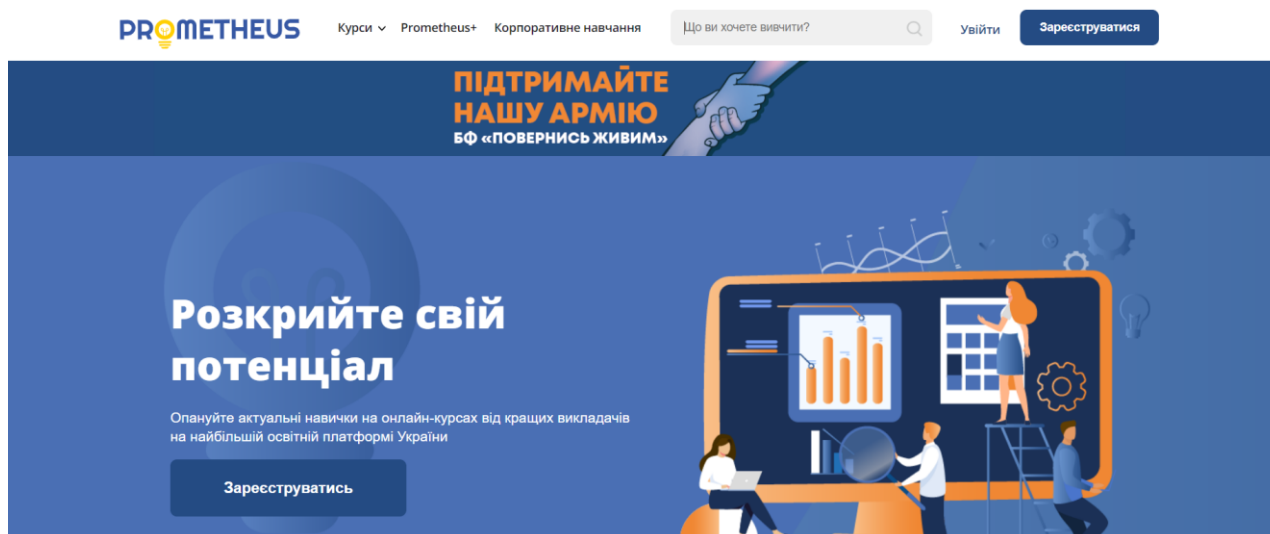 PROMETHEUS
Курси Prometheus+ Корпоративне навчання Що ви хочете вивчити? Увійти Зареєструватися
ПІДТРИМАЙТЕ
НАШУ АРМІЮ
БФ «ПОВЕРНИСЬ ЖИВИМ»
Розкрийте свій
потенціал
Опануйте актуальні навички на онлайн-курсах від кращих викладачів
на найбільшій освітній платформі України
Зареєструватись